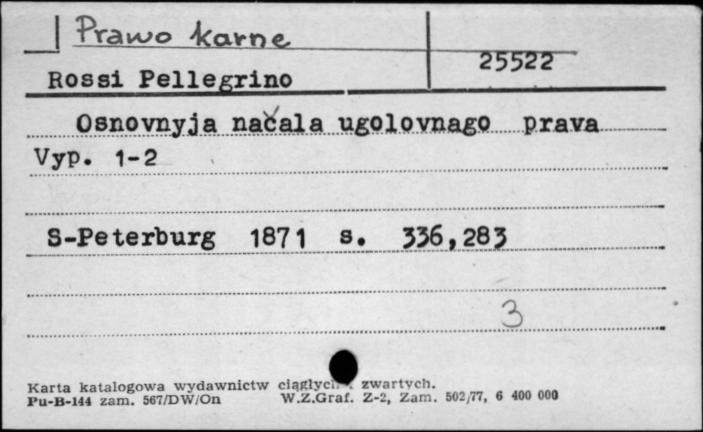 Prawo karne
25522
Rossi Pellegrino
Osnovnyja načala ugolovnago prava
Vyp. 1-2
S-Peterburg 1871 s. 336,283
3
Karta katalogowa wydawnictw ciągłych i zwartych.
Pu-B-144 zam. 567/DW/On W.Z.Graf. Z-2, Zam. 502/77, 6 400 000